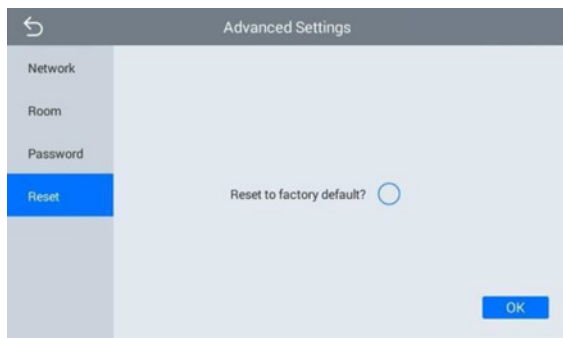 Advanced Settings
Network
Room
Password
Reset
Reset to factory default?
OK